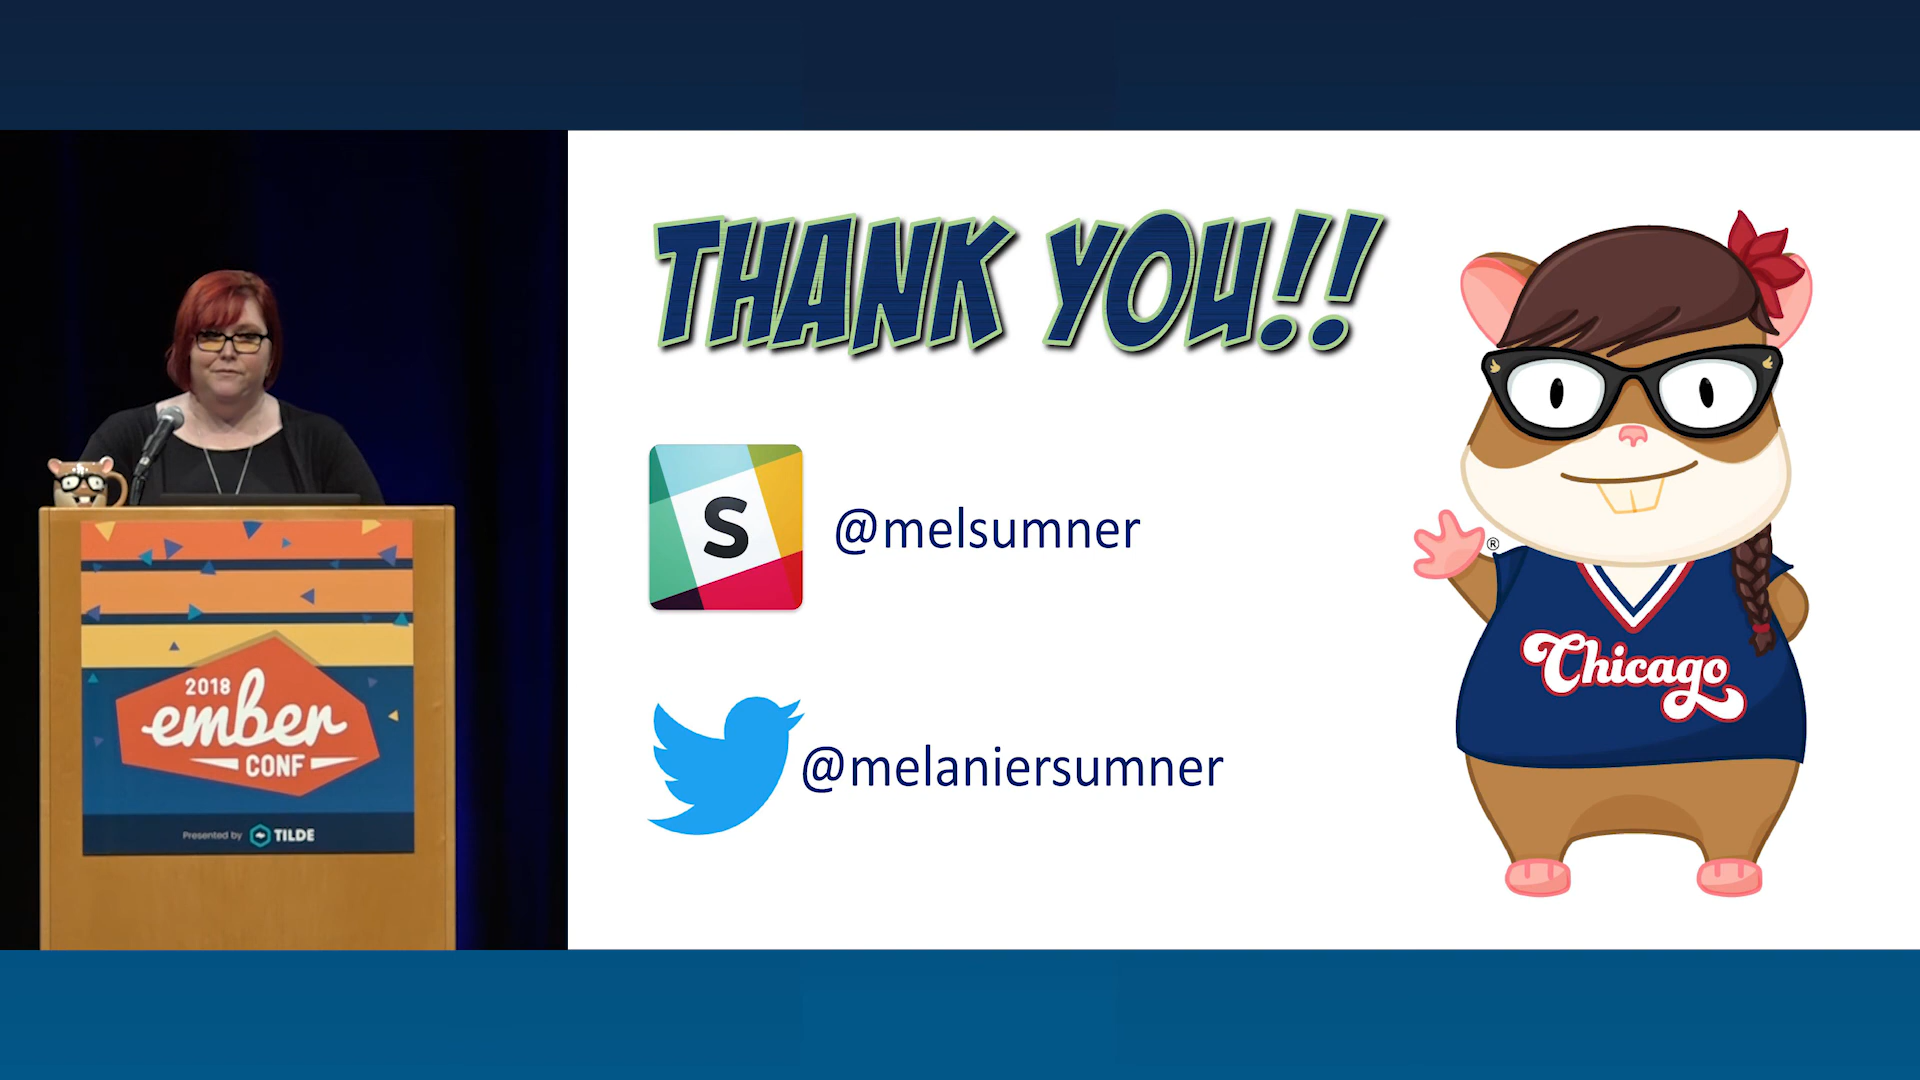 THANK YOU!!
S
@melsumner
@melaniersumner
®
Chicago
2018
ember
CONF
Presented by TILDE